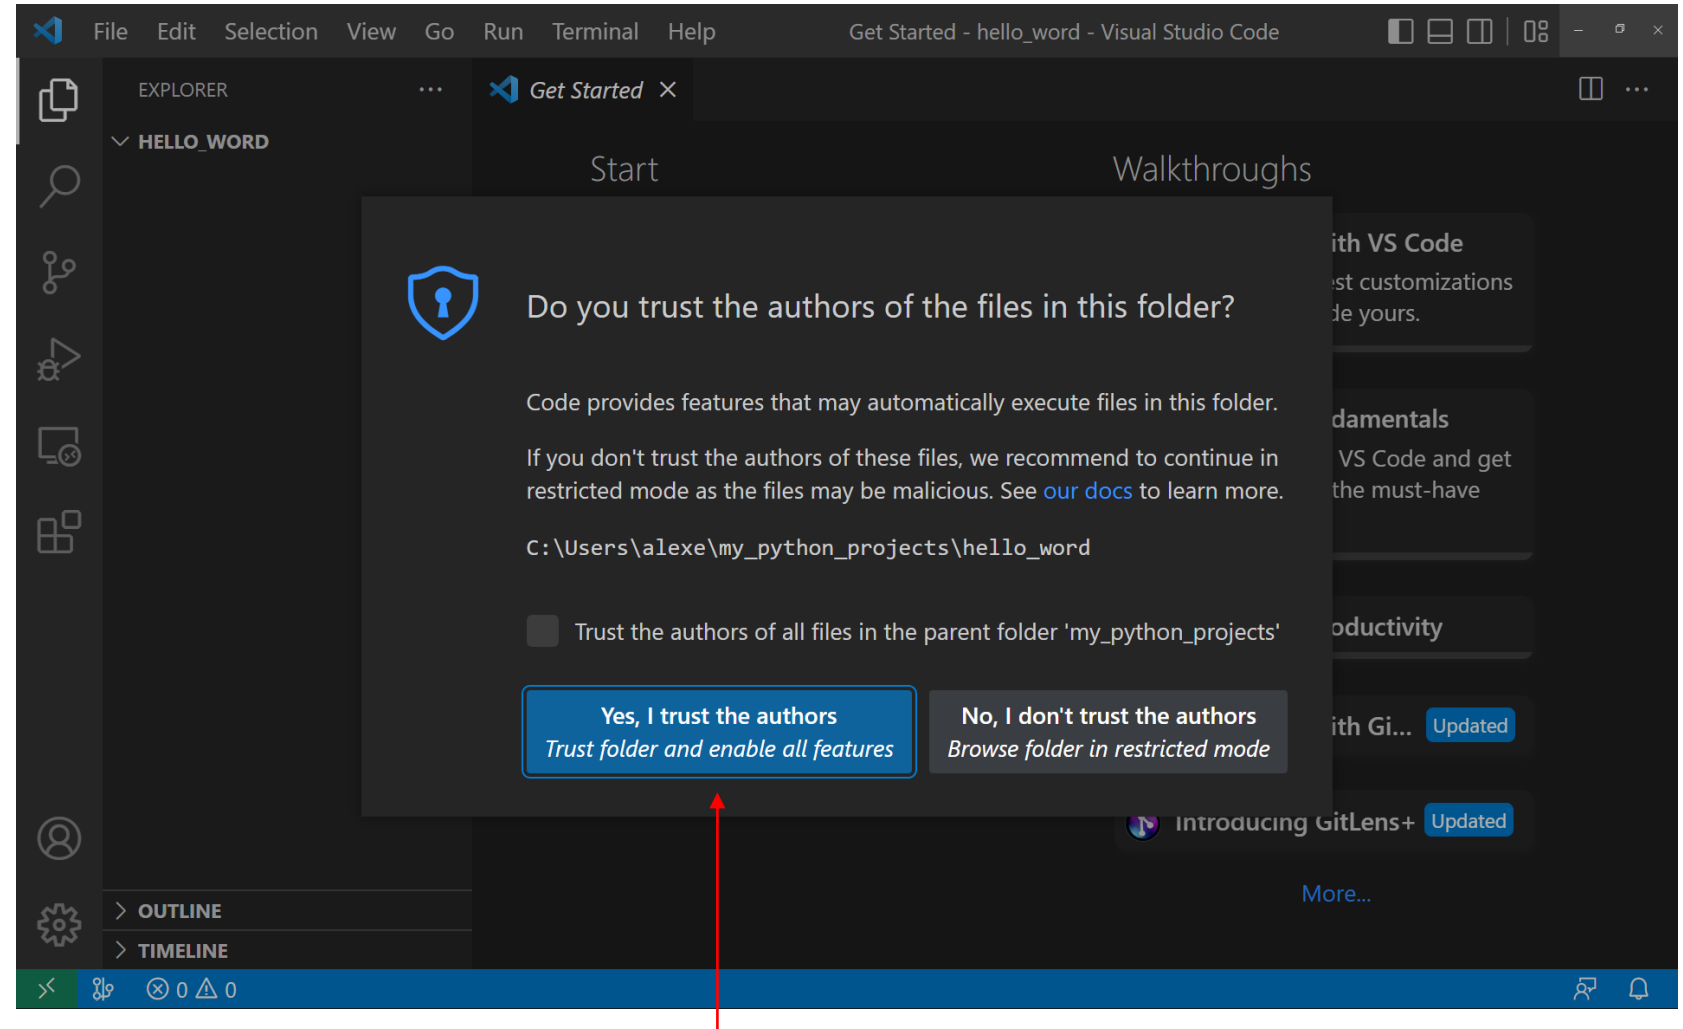 File Edit Selection View Go Run Terminal Help Get Started - hello_word - Visual Studio Code
EXPLORER
Get Started
HELLO_WORD
Start
Walkthroughs
ith VS Code
est customizations
de yours.
Do you trust the authors of the files in this folder?
Code provides features that may automatically execute files in this folder.
If you don't trust the authors of these files, we recommend to continue in
restricted mode as the files may be malicious. See our docs to learn more.
C:\Users\alexe\my_python_projects\hello_word
Trust the authors of all files in the parent folder 'my_python_projects'
Yes, I trust the authors
Trust folder and enable all features
No, I don't trust the authors
Browse folder in restricted mode
damentals
VS Code and get
the must-have
oductivity
ith Gi... Updated
Introducing GitLens+ Updated
More...
OUTLINE
TIMELINE
0 0